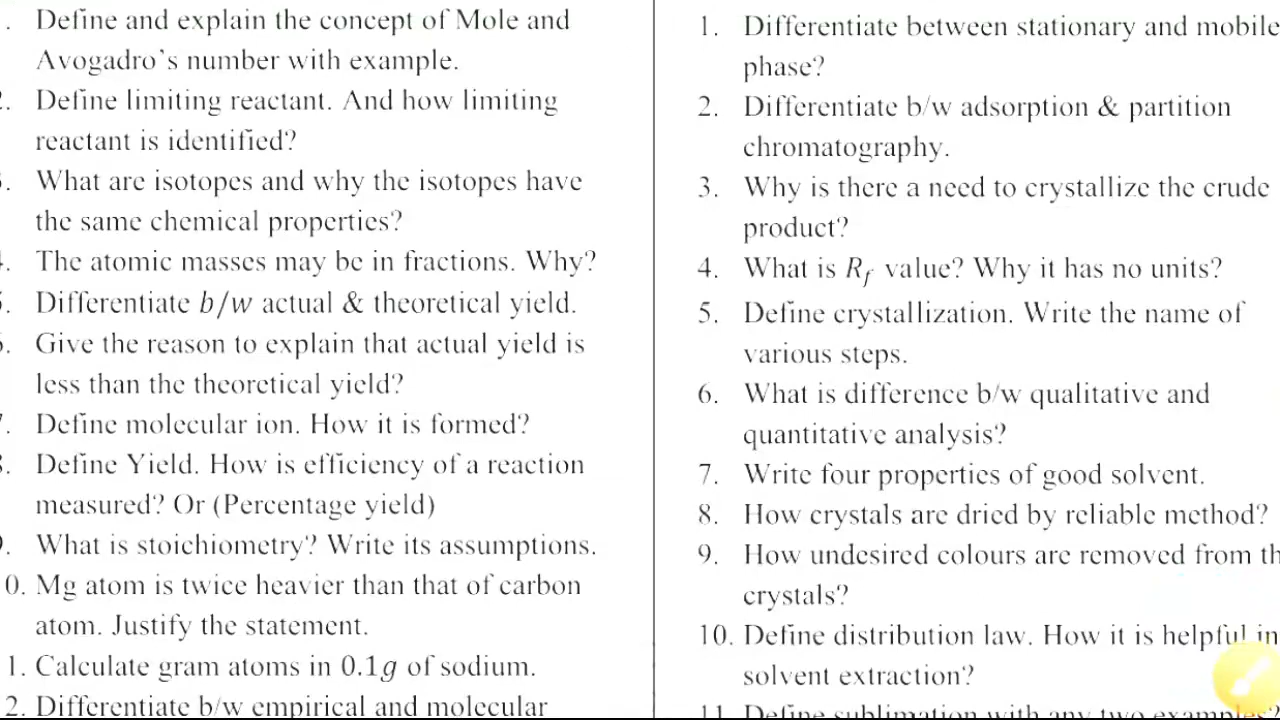 . Define and explain the concept of Mole and
Avogadro`s number with example.
. Define limiting reactant. And how limiting
reactant is identified?
. What are isotopes and why the isotopes have
the same chemical properties?
. The atomic masses may be in fractions. Why?
. Differentiate b/w actual & theoretical yield.
. Give the reason to explain that actual yield is
less than the theoretical yield?
. Define molecular ion. How it is formed?
. Define Yield. How is efficiency of a reaction
measured? Or (Percentage yield)
. What is stoichiometry? Write its assumptions.
0. Mg atom is twice heavier than that of carbon
atom. Justify the statement.
1. Calculate gram atoms in 0.1g of sodium.
2. Differentiate b/w empirical and molecular
1. Differentiate between stationary and mobile
phase?
2. Differentiate b/w adsorption & partition
chromatography.
3. Why is there a need to crystallize the crude
product?
4. What is Rf value? Why it has no units?
5. Define crystallization. Write the name of
various steps.
6. What is difference b/w qualitative and
quantitative analysis?
7. Write four properties of good solvent.
8. How crystals are dried by reliable method?
9. How undesired colours are removed from th
crystals?
10. Define distribution law. How it is helpful in
solvent extraction?
11. Define sublimation with any two examples?